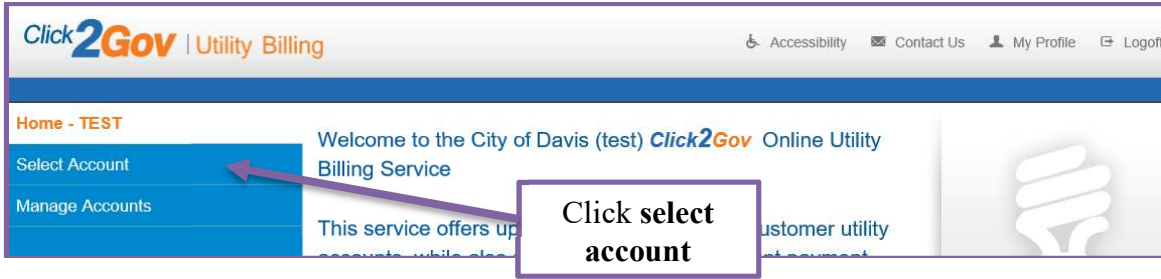 Click2Gov | Utility Billing
Accessibility Contact Us My Profile Logoff
Home - TEST
Select Account
Manage Accounts
Welcome to the City of Davis (test) Click2Gov Online Utility
Billing Service
This service offers up ustomer utility
Click select
account